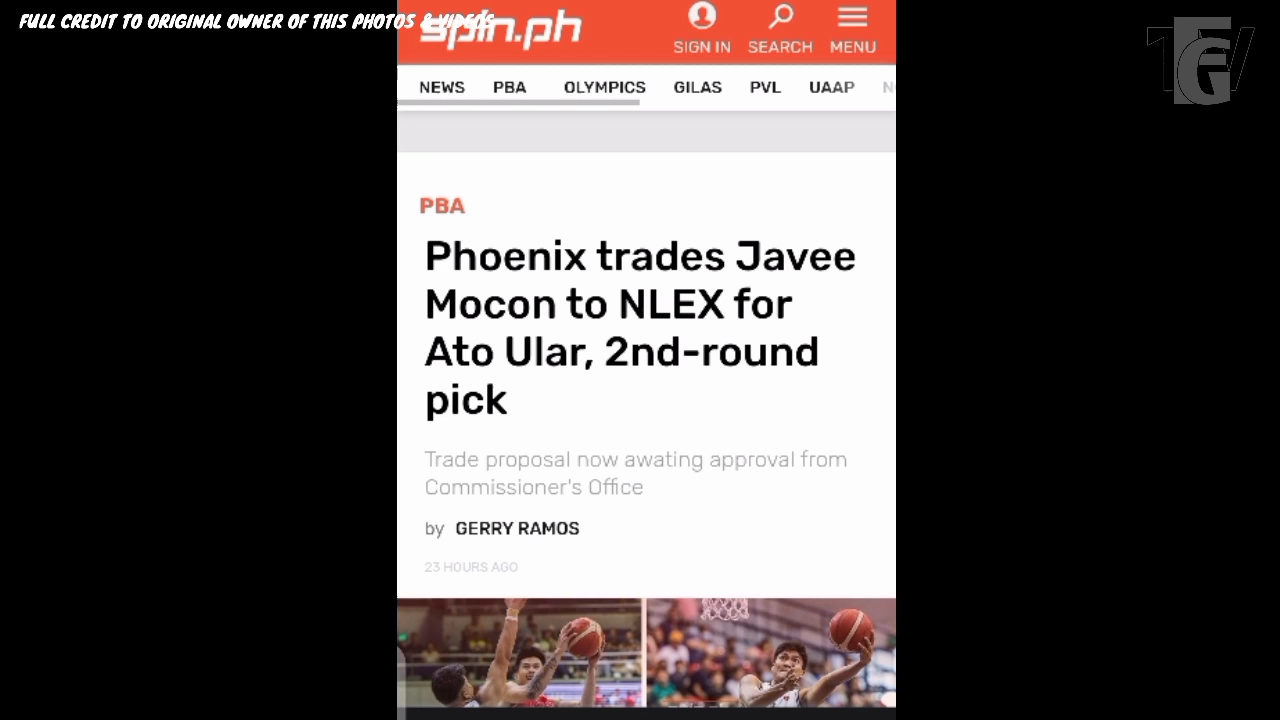 FULL CREDIT TO ORIGINAL OWNER OF THIS PHOTOS & VIDEOS
spin.ph
SIGN IN SEARCH MENU
NEWS PBA OLYMPICS GILAS PVL UAAP
PBA
Phoenix trades Javee
Mocon to NLEX for
Ato Ular, 2nd-round
pick
Trade proposal now awating approval from
Commissioner's Office
by GERRY RAMOS
23 HOURS AGO